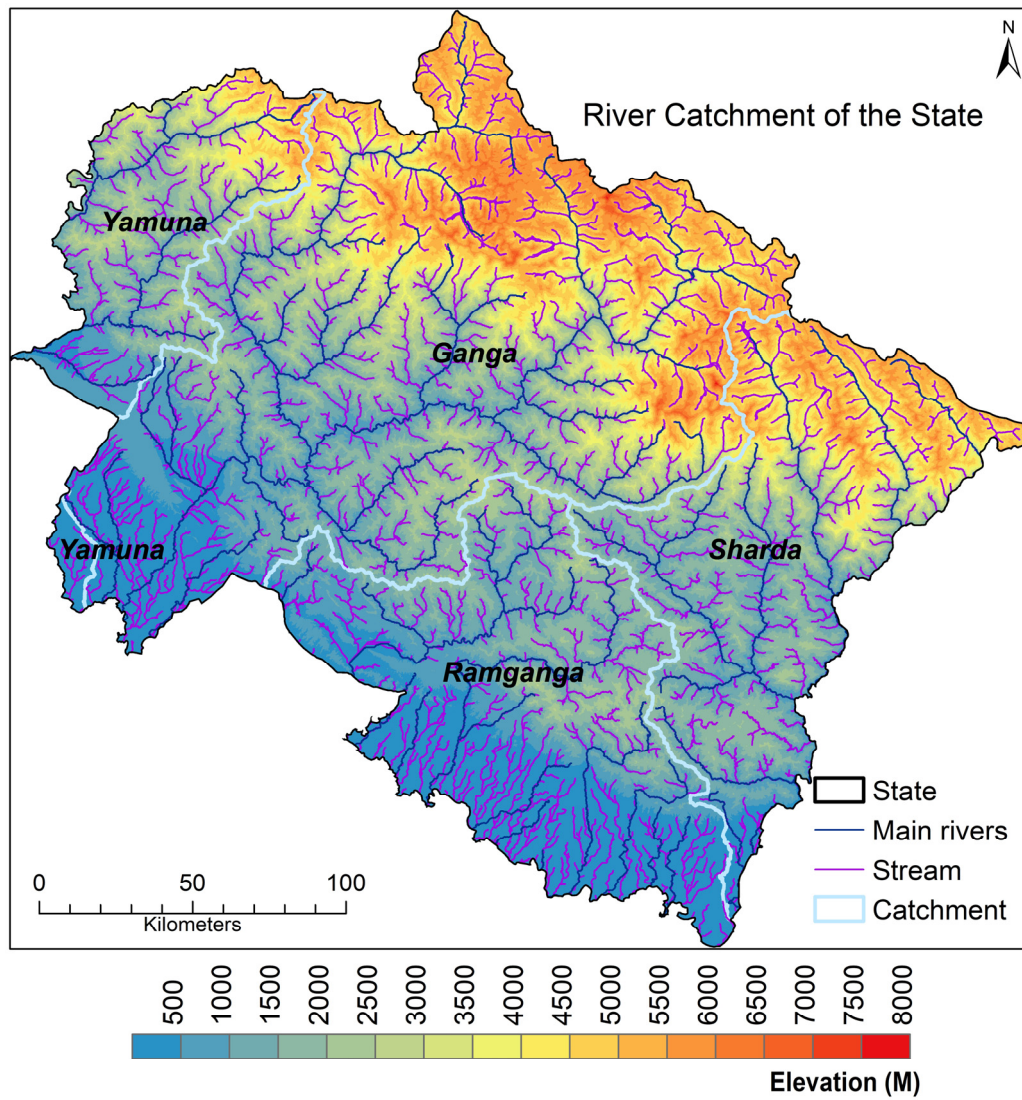 N
River Catchment of the State
Yamuna
Ganga
Yamuna
Sharda
Ramganga
State
Main rivers
Stream
Catchment
0 50 100
Kilometers
500 1000 1500 2000 2500 3000 3500 4000 4500 5000 5500 6000 6500 7000 7500 8000
Elevation (M)